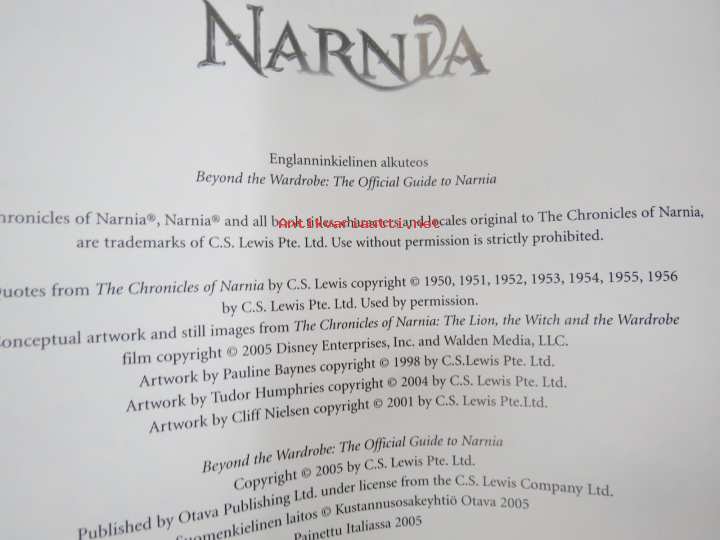 NARNIA
Englanninkielinen alkuteos
Beyond the Wardrobe: The Official Guide to Narnia
hronicles of Narnia®, Narnia® and all book titles, characters and locales original to The Chronicles of Narnia,
Antikvariaatti.net
are trademarks of C.S. Lewis Pte. Ltd. Use without permission is strictly prohibited.
uotes from The Chronicles of Narnia by C.S. Lewis copyright © 1950, 1951, 1952, 1953, 1954, 1955, 1956
by C.S. Lewis Pte. Ltd. Used by permission.
onceptual artwork and still images from The Chronicles of Narnia: The Lion, the Witch and the Wardrobe
film copyright © 2005 Disney Enterprises, Inc. and Walden Media, LLC.
Artwork by Pauline Baynes copyright © 1998 by C.S.Lewis Pte. Ltd.
Artwork by Tudor Humphries copyright © 2004 by C.S. Lewis Pte. Ltd.
Artwork by Cliff Nielsen copyright © 2001 by C.S. Lewis Pte.Ltd.
Beyond the Wardrobe: The Official Guide to Narnia
Copyright © 2005 by C.S. Lewis Pte. Ltd.
Published by Otava Publishing Ltd. under license from the C.S. Lewis Company Ltd.
Suomenkielinen laitos © Kustannusosakeyhtiö Otava 2005
Painettu Italiassa 2005